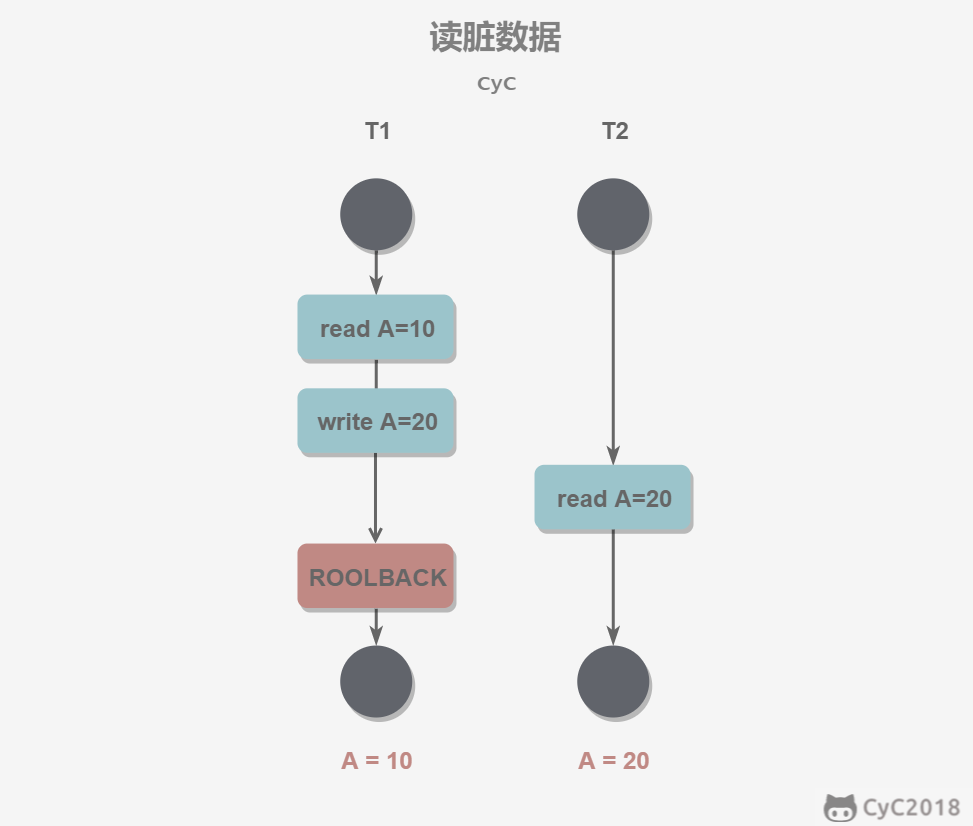 读脏数据
CyC
T1 T2
read A=10
write A=20
read A=20
ROOLBACK
A = 10 A = 20
CyC2018